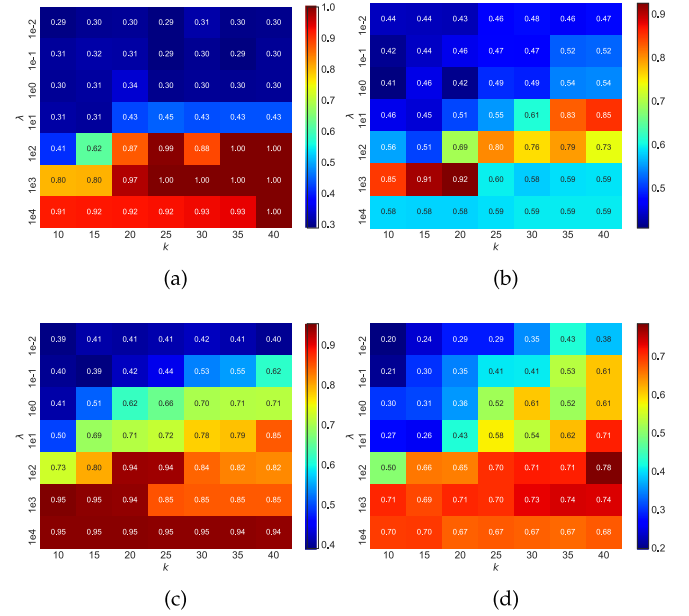 1e-2 0.29 0.30 0.30 0.29 0.31 0.30 0.30
1e-1 0.31 0.32 0.31 0.29 0.30 0.29 0.30
1e0 0.30 0.31 0.34 0.30 0.30 0.30 0.30
λ 1e1 0.31 0.31 0.43 0.45 0.43 0.43 0.43
1e2 0.41 0.62 0.87 0.99 0.88 1.00 1.00
1e3 0.80 0.80 0.97 1.00 1.00 1.00 1.00
1e4 0.91 0.92 0.92 0.92 0.93 0.93 1.00
10 15 20 25 30 35 40
k
1.0
0.9
0.8
0.7
0.6
0.5
0.4
0.3
(a)
1e-2 0.44 0.44 0.43 0.46 0.48 0.46 0.47
1e-1 0.42 0.44 0.46 0.47 0.47 0.52 0.52
1e0 0.41 0.46 0.42 0.49 0.49 0.54 0.54
λ 1e1 0.46 0.45 0.51 0.55 0.61 0.83 0.85
1e2 0.56 0.51 0.69 0.80 0.76 0.79 0.73
1e3 0.85 0.91 0.92 0.60 0.58 0.59 0.59
1e4 0.58 0.58 0.58 0.59 0.59 0.59 0.59
10 15 20 25 30 35 40
k
0.9
0.8
0.7
0.6
0.5
(b)
1e-2 0.39 0.41 0.41 0.41 0.42 0.41 0.40
1e-1 0.40 0.39 0.42 0.44 0.53 0.55 0.62
1e0 0.41 0.51 0.62 0.66 0.70 0.71 0.71
λ 1e1 0.50 0.69 0.71 0.72 0.78 0.79 0.85
1e2 0.73 0.80 0.94 0.94 0.84 0.82 0.82
1e3 0.95 0.95 0.94 0.85 0.85 0.85 0.85
1e4 0.95 0.95 0.95 0.95 0.95 0.94 0.94
10 15 20 25 30 35 40
k
0.9
0.8
0.7
0.6
0.5
0.4
(c)
1e-2 0.20 0.24 0.29 0.29 0.35 0.43 0.38
1e-1 0.21 0.30 0.35 0.41 0.41 0.53 0.61
1e0 0.30 0.31 0.36 0.52 0.61 0.52 0.61
λ 1e1 0.27 0.26 0.43 0.58 0.54 0.62 0.71
1e2 0.50 0.66 0.65 0.70 0.71 0.71 0.78
1e3 0.71 0.69 0.71 0.70 0.73 0.74 0.74
1e4 0.70 0.70 0.67 0.67 0.67 0.67 0.68
10 15 20 25 30 35 40
k
0.7
0.6
0.5
0.4
0.3
0.2
(d)